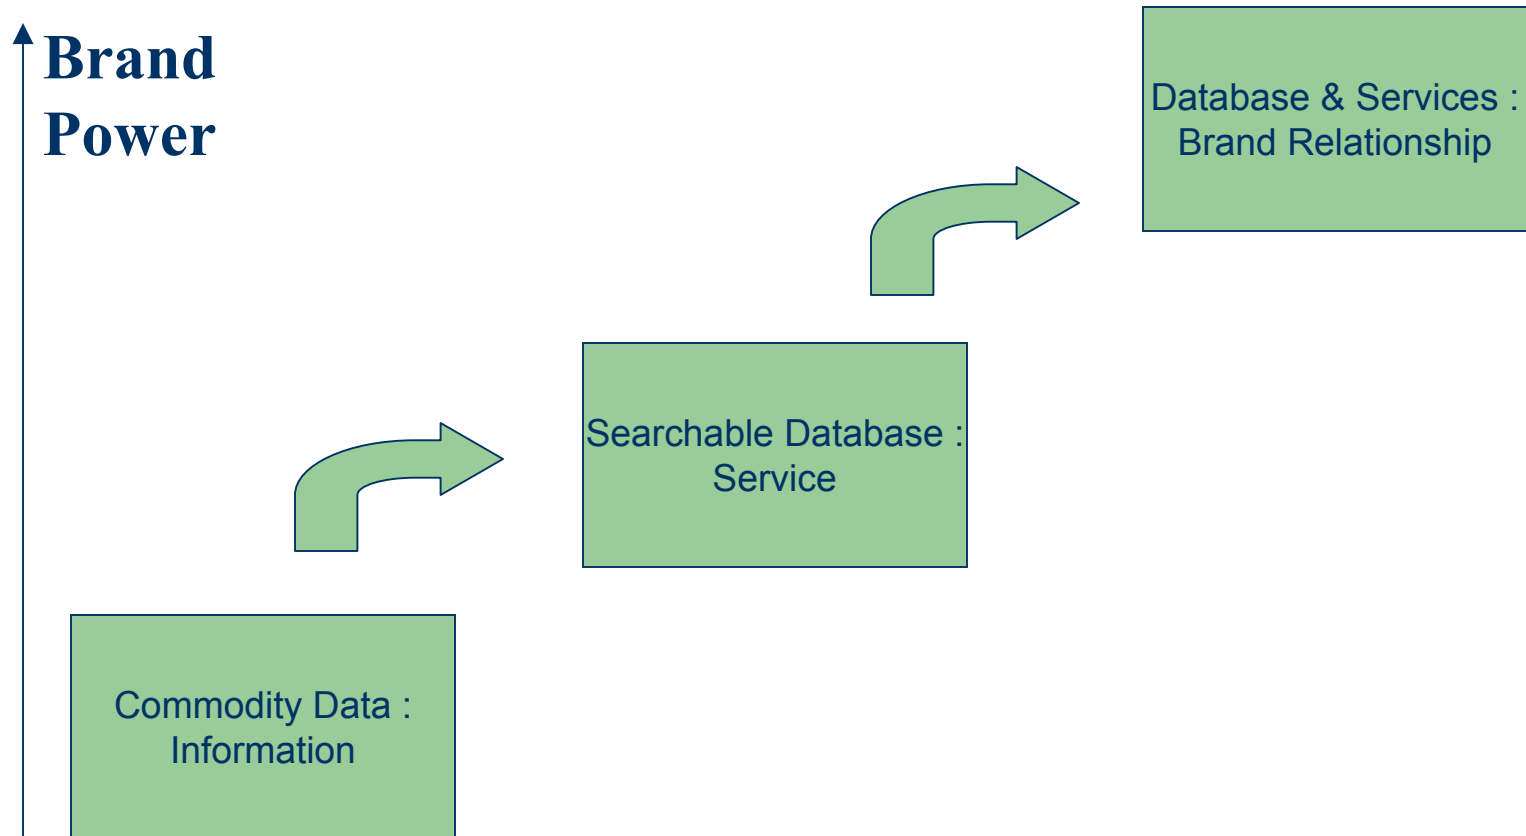 Brand
Power
Database & Services :
Brand Relationship
Searchable Database :
Service
Commodity Data :
Information